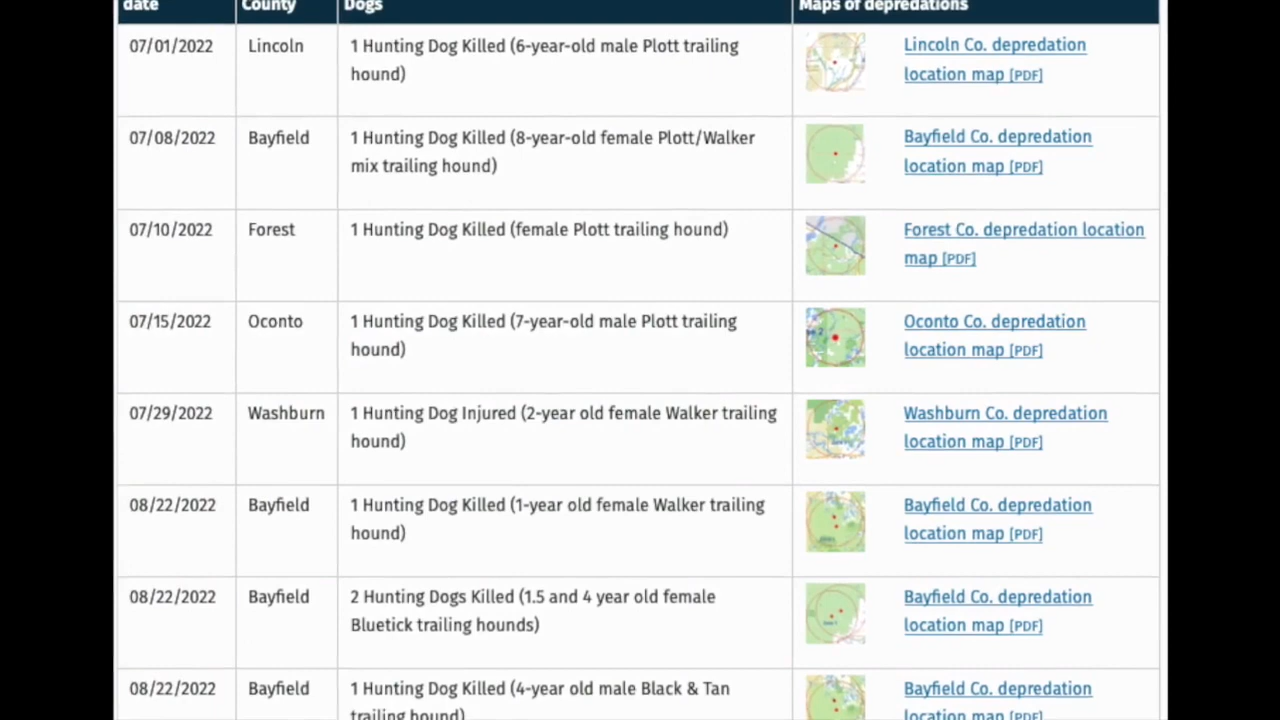 date County Dogs Maps of depredations
07/01/2022 Lincoln 1 Hunting Dog Killed (6-year-old male Plott trailing Lincoln Co. depredation
hound) location map [PDF]
07/08/2022 Bayfield 1 Hunting Dog Killed (8-year-old female Plott/Walker Bayfield Co. depredation
mix trailing hound) location map [PDF]
07/10/2022 Forest 1 Hunting Dog Killed (female Plott trailing hound) Forest Co. depredation location
map [PDF]
07/15/2022 Oconto 1 Hunting Dog Killed (7-year-old male Plott trailing Oconto Co. depredation
hound) location map [PDF]
07/29/2022 Washburn 1 Hunting Dog Injured (2-year old female Walker trailing Washburn Co. depredation
hound) location map [PDF]
08/22/2022 Bayfield 1 Hunting Dog Killed (1-year old female Walker trailing Bayfield Co. depredation
hound) location map [PDF]
08/22/2022 Bayfield 2 Hunting Dogs Killed (1.5 and 4 year old female Bayfield Co. depredation
Bluetick trailing hounds) location map [PDF]
08/22/2022 Bayfield 1 Hunting Dog Killed (4-year old male Black & Tan Bayfield Co. depredation
trailing hound) location map [PDF]